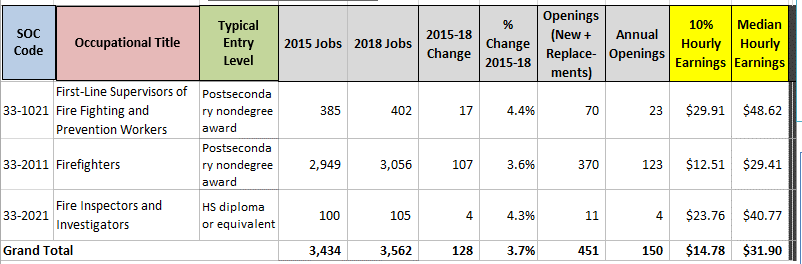 SOC Code | Occupational Title | Typical Entry Level | 2015 Jobs | 2018 Jobs | 2015-18 Change | % Change 2015-18 | Openings (New + Replace-ments) | Annual Openings | 10% Hourly Earnings | Median Hourly Earnings
33-1021 | First-Line Supervisors of Fire Fighting and Prevention Workers | Postsecondary nondegree award | 385 | 402 | 17 | 4.4% | 70 | 23 | $29.91 | $48.62
33-2011 | Firefighters | Postsecondary nondegree award | 2,949 | 3,056 | 107 | 3.6% | 370 | 123 | $12.51 | $29.41
33-2021 | Fire Inspectors and Investigators | HS diploma or equivalent | 100 | 105 | 4 | 4.3% | 11 | 4 | $23.76 | $40.77
Grand Total | 3,434 | 3,562 | 128 | 3.7% | 451 | 150 | $14.78 | $31.90